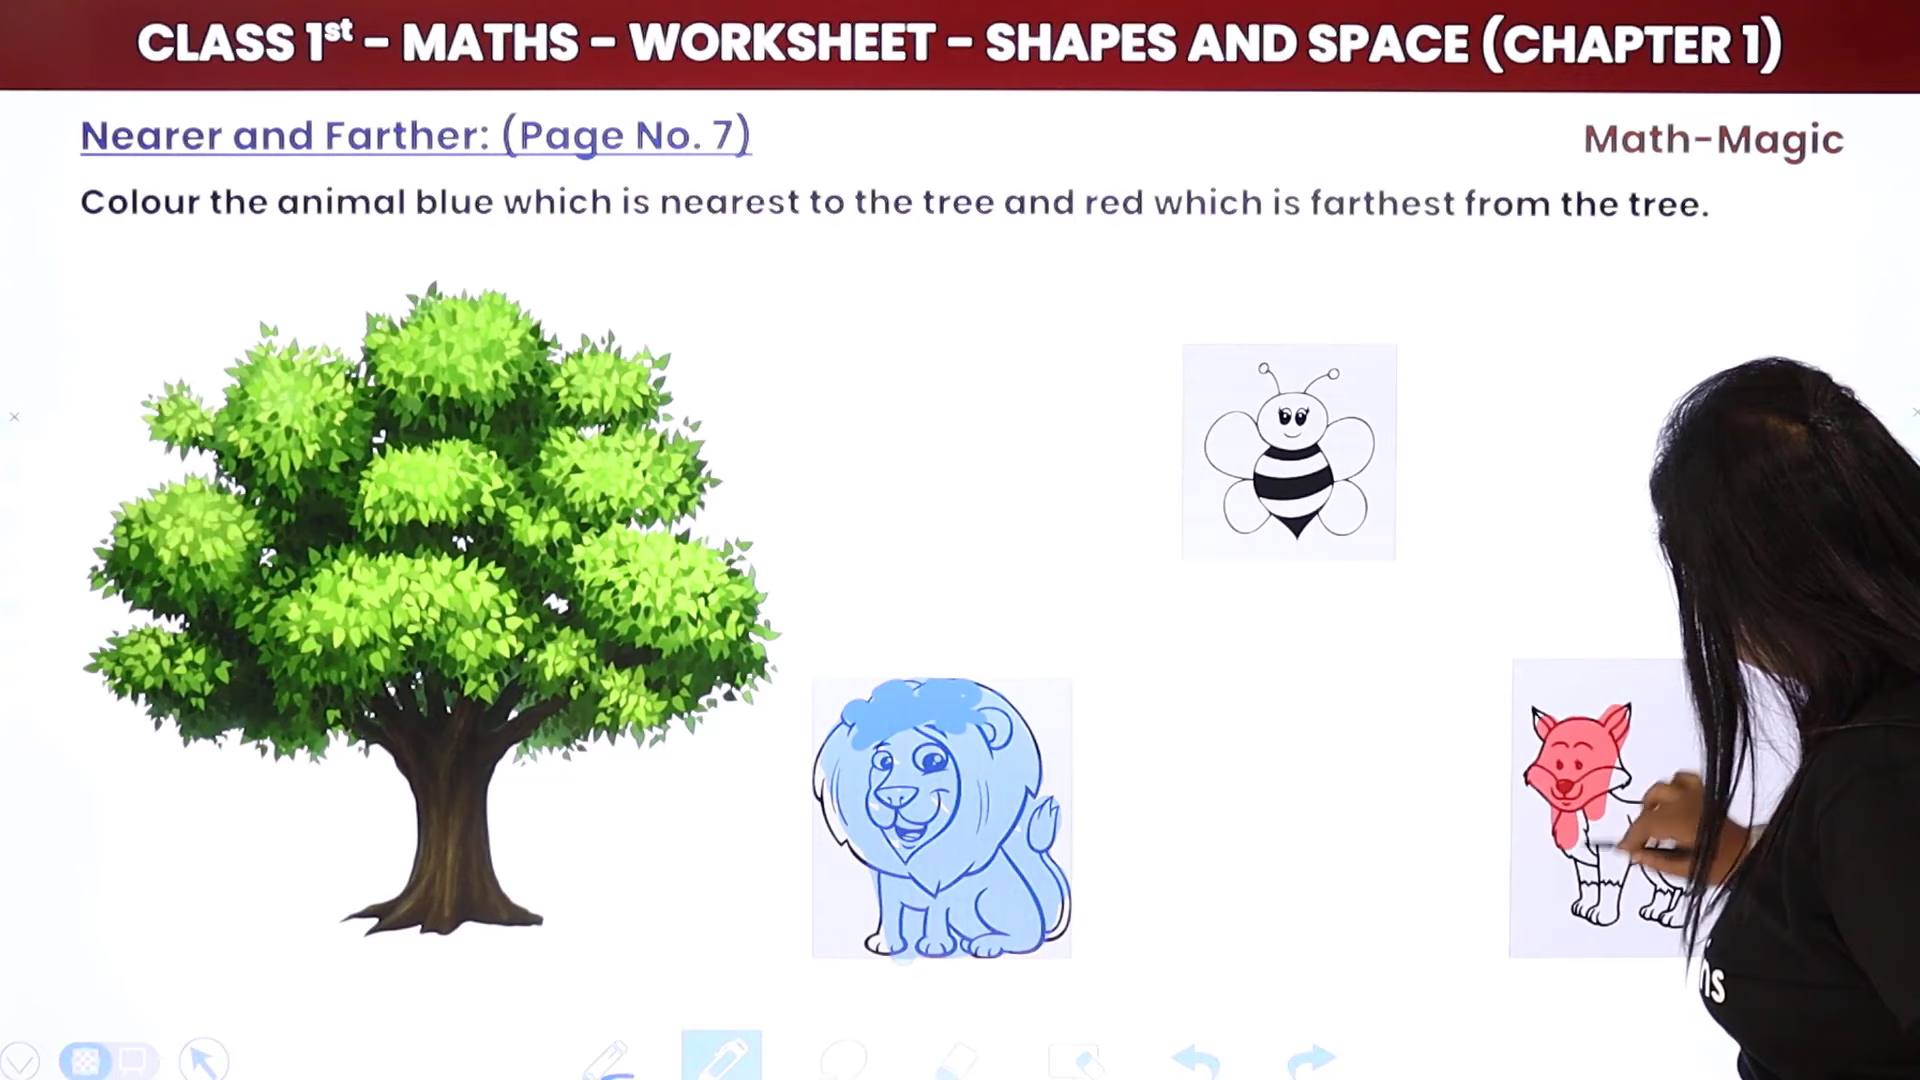 CLASS 1st - MATHS - WORKSHEET - SHAPES AND SPACE (CHAPTER 1)
Nearer and Farther: (Page No. 7)
Math-Magic
Colour the animal blue which is nearest to the tree and red which is farthest from the tree.